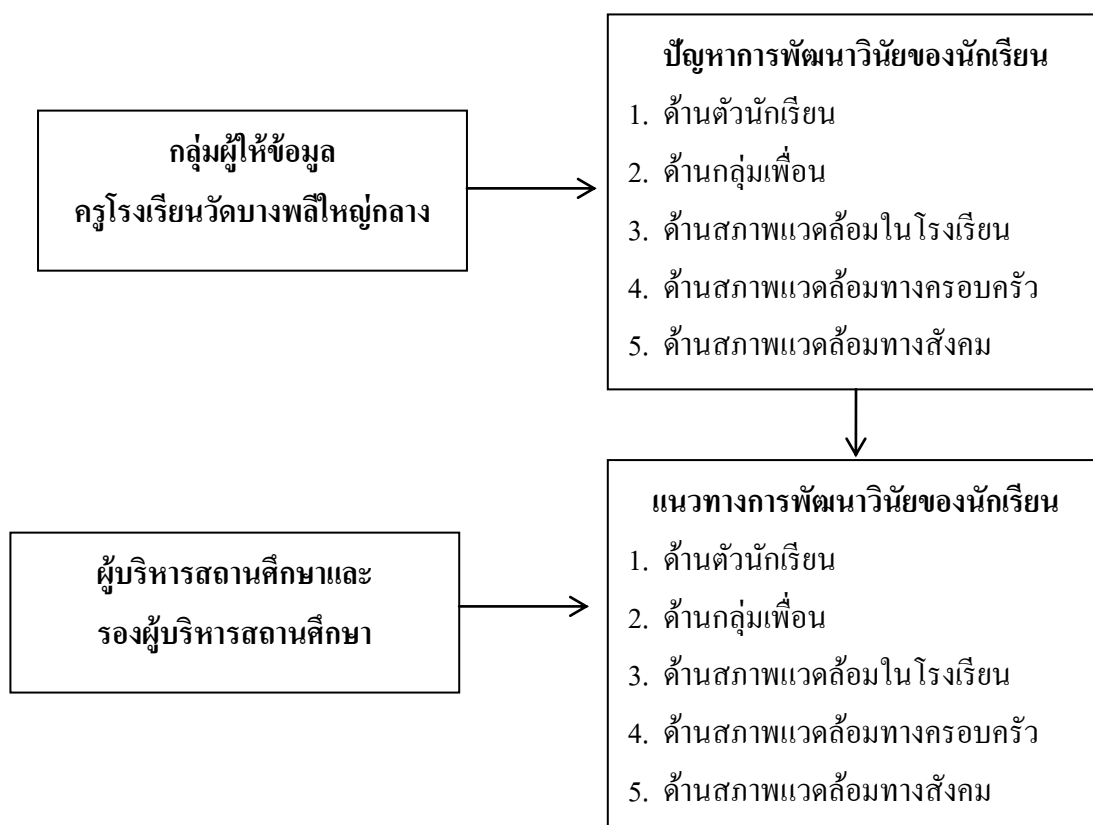 กลุ่มผู้ให้ข้อมูล
ครูโรงเรียนวัดบางพลีใหญ่กลาง
ปัญหาการพัฒนาวินัยของนักเรียน
1. ด้านตัวนักเรียน
2. ด้านกลุ่มเพื่อน
3. ด้านสภาพแวดล้อมในโรงเรียน
4. ด้านสภาพแวดล้อมทางครอบครัว
5. ด้านสภาพแวดล้อมทางสังคม
ผู้บริหารสถานศึกษาและ
รองผู้บริหารสถานศึกษา
แนวทางการพัฒนาวินัยของนักเรียน
1. ด้านตัวนักเรียน
2. ด้านกลุ่มเพื่อน
3. ด้านสภาพแวดล้อมในโรงเรียน
4. ด้านสภาพแวดล้อมทางครอบครัว
5. ด้านสภาพแวดล้อมทางสังคม